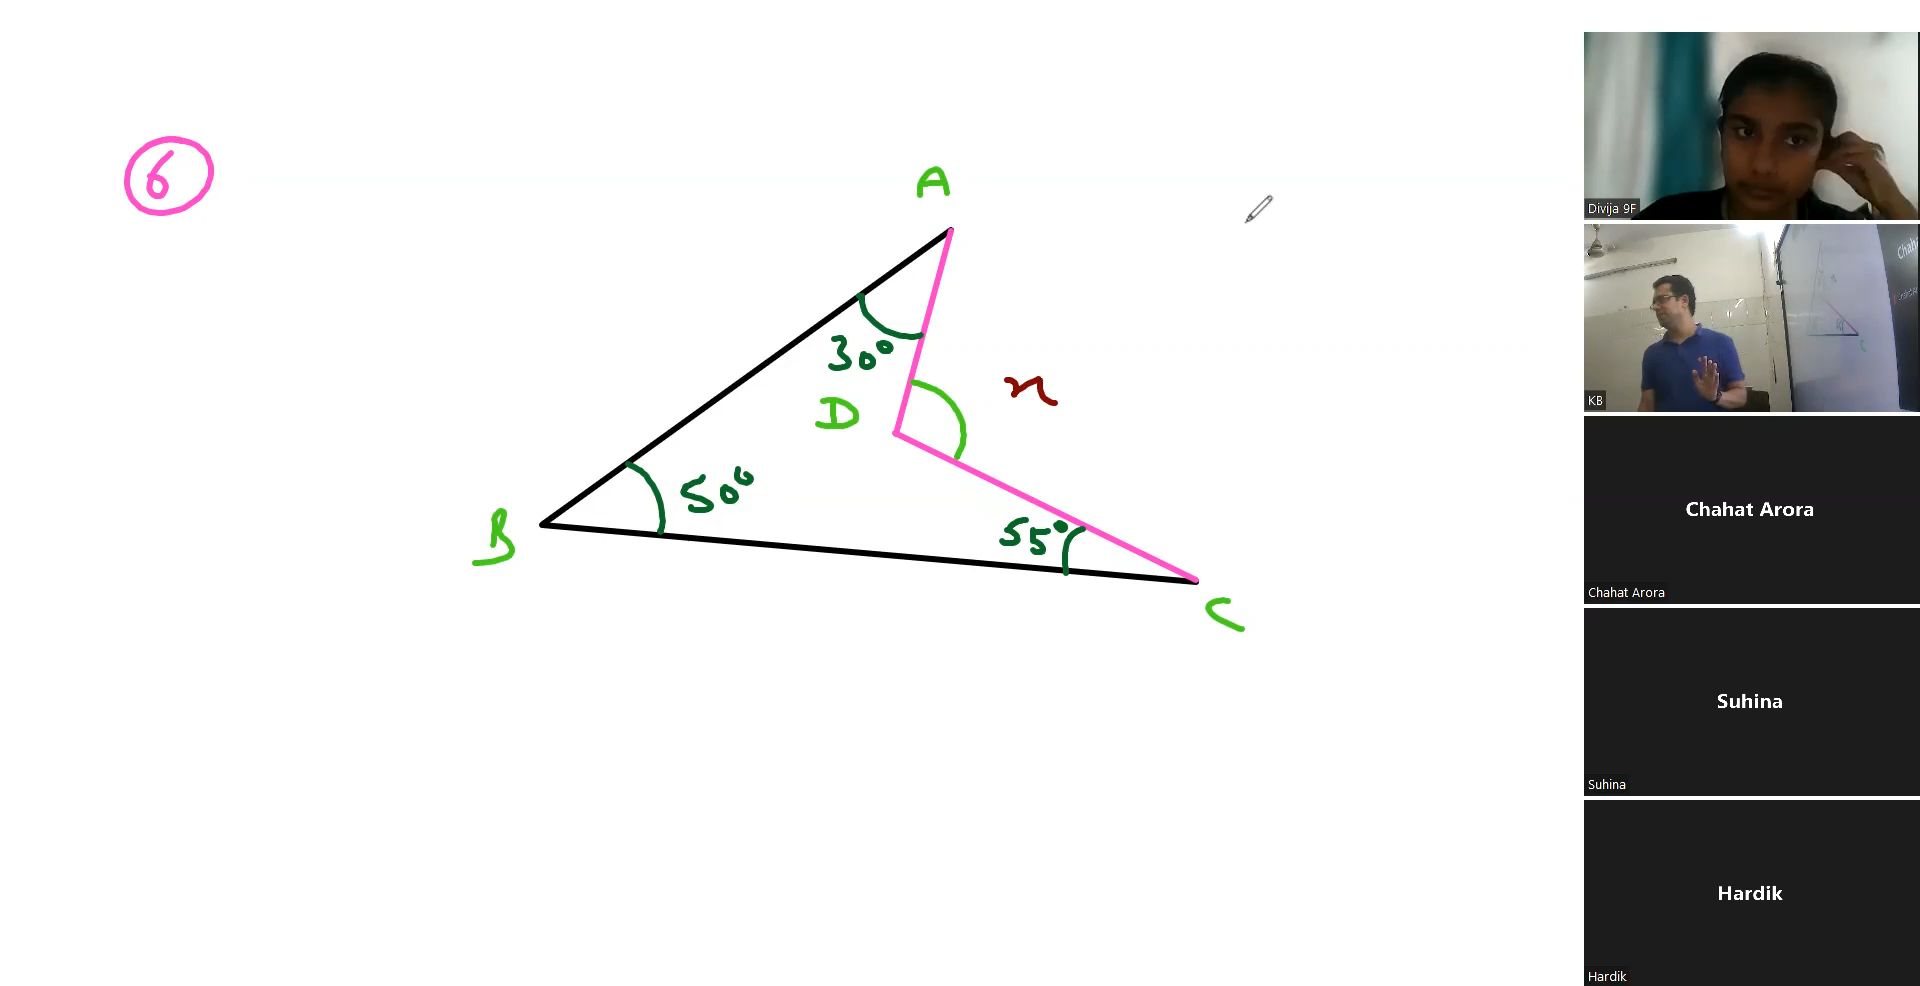 6
A
30°
x
D
50°
55°
B
C
Divija 9F
KB
Chahat Arora
Chahat Arora
Suhina
Suhina
Hardik
Hardik